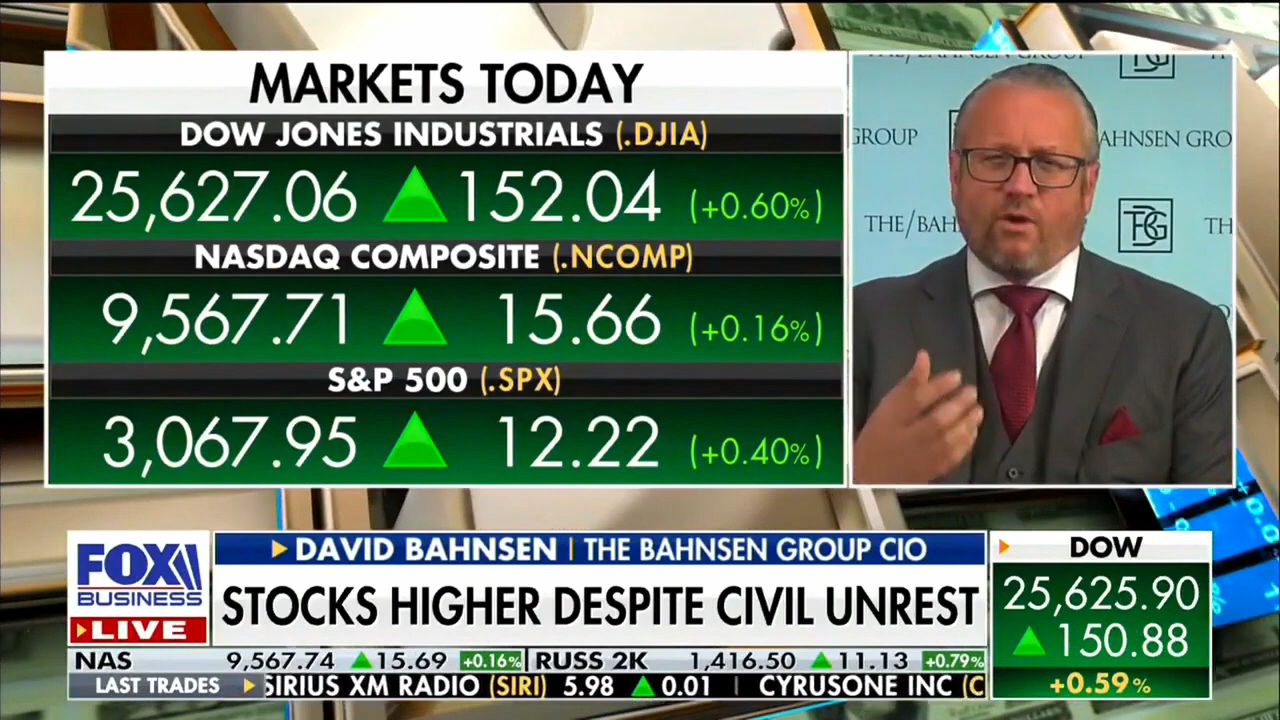 MARKETS TODAY
DOW JONES INDUSTRIALS (.DJIA)
25,627.06 ▲ 152.04 (+0.60%)
NASDAQ COMPOSITE (.NCOMP)
9,567.71 ▲ 15.66 (+0.16%)
S&P 500 (.SPX)
3,067.95 ▲ 12.22 (+0.40%)
THE/BAHNSEN GROUP
GROUP
BAHNSEN GRO
THE/BAH
TBG
TH
FOX
BUSINESS
LIVE
DAVID BAHNSEN | THE BAHNSEN GROUP CIO
STOCKS HIGHER DESPITE CIVIL UNREST
DOW
25,625.90
▲ 150.88
+0.59%
NAS 9,567.74 ▲ 15.69 +0.16% RUSS 2K 1,416.50 ▲ 11.13 +0.79%
LAST TRADES SIRIUS XM RADIO (SIRI) 5.98 ▲ 0.01 | CYRUSONE INC (C